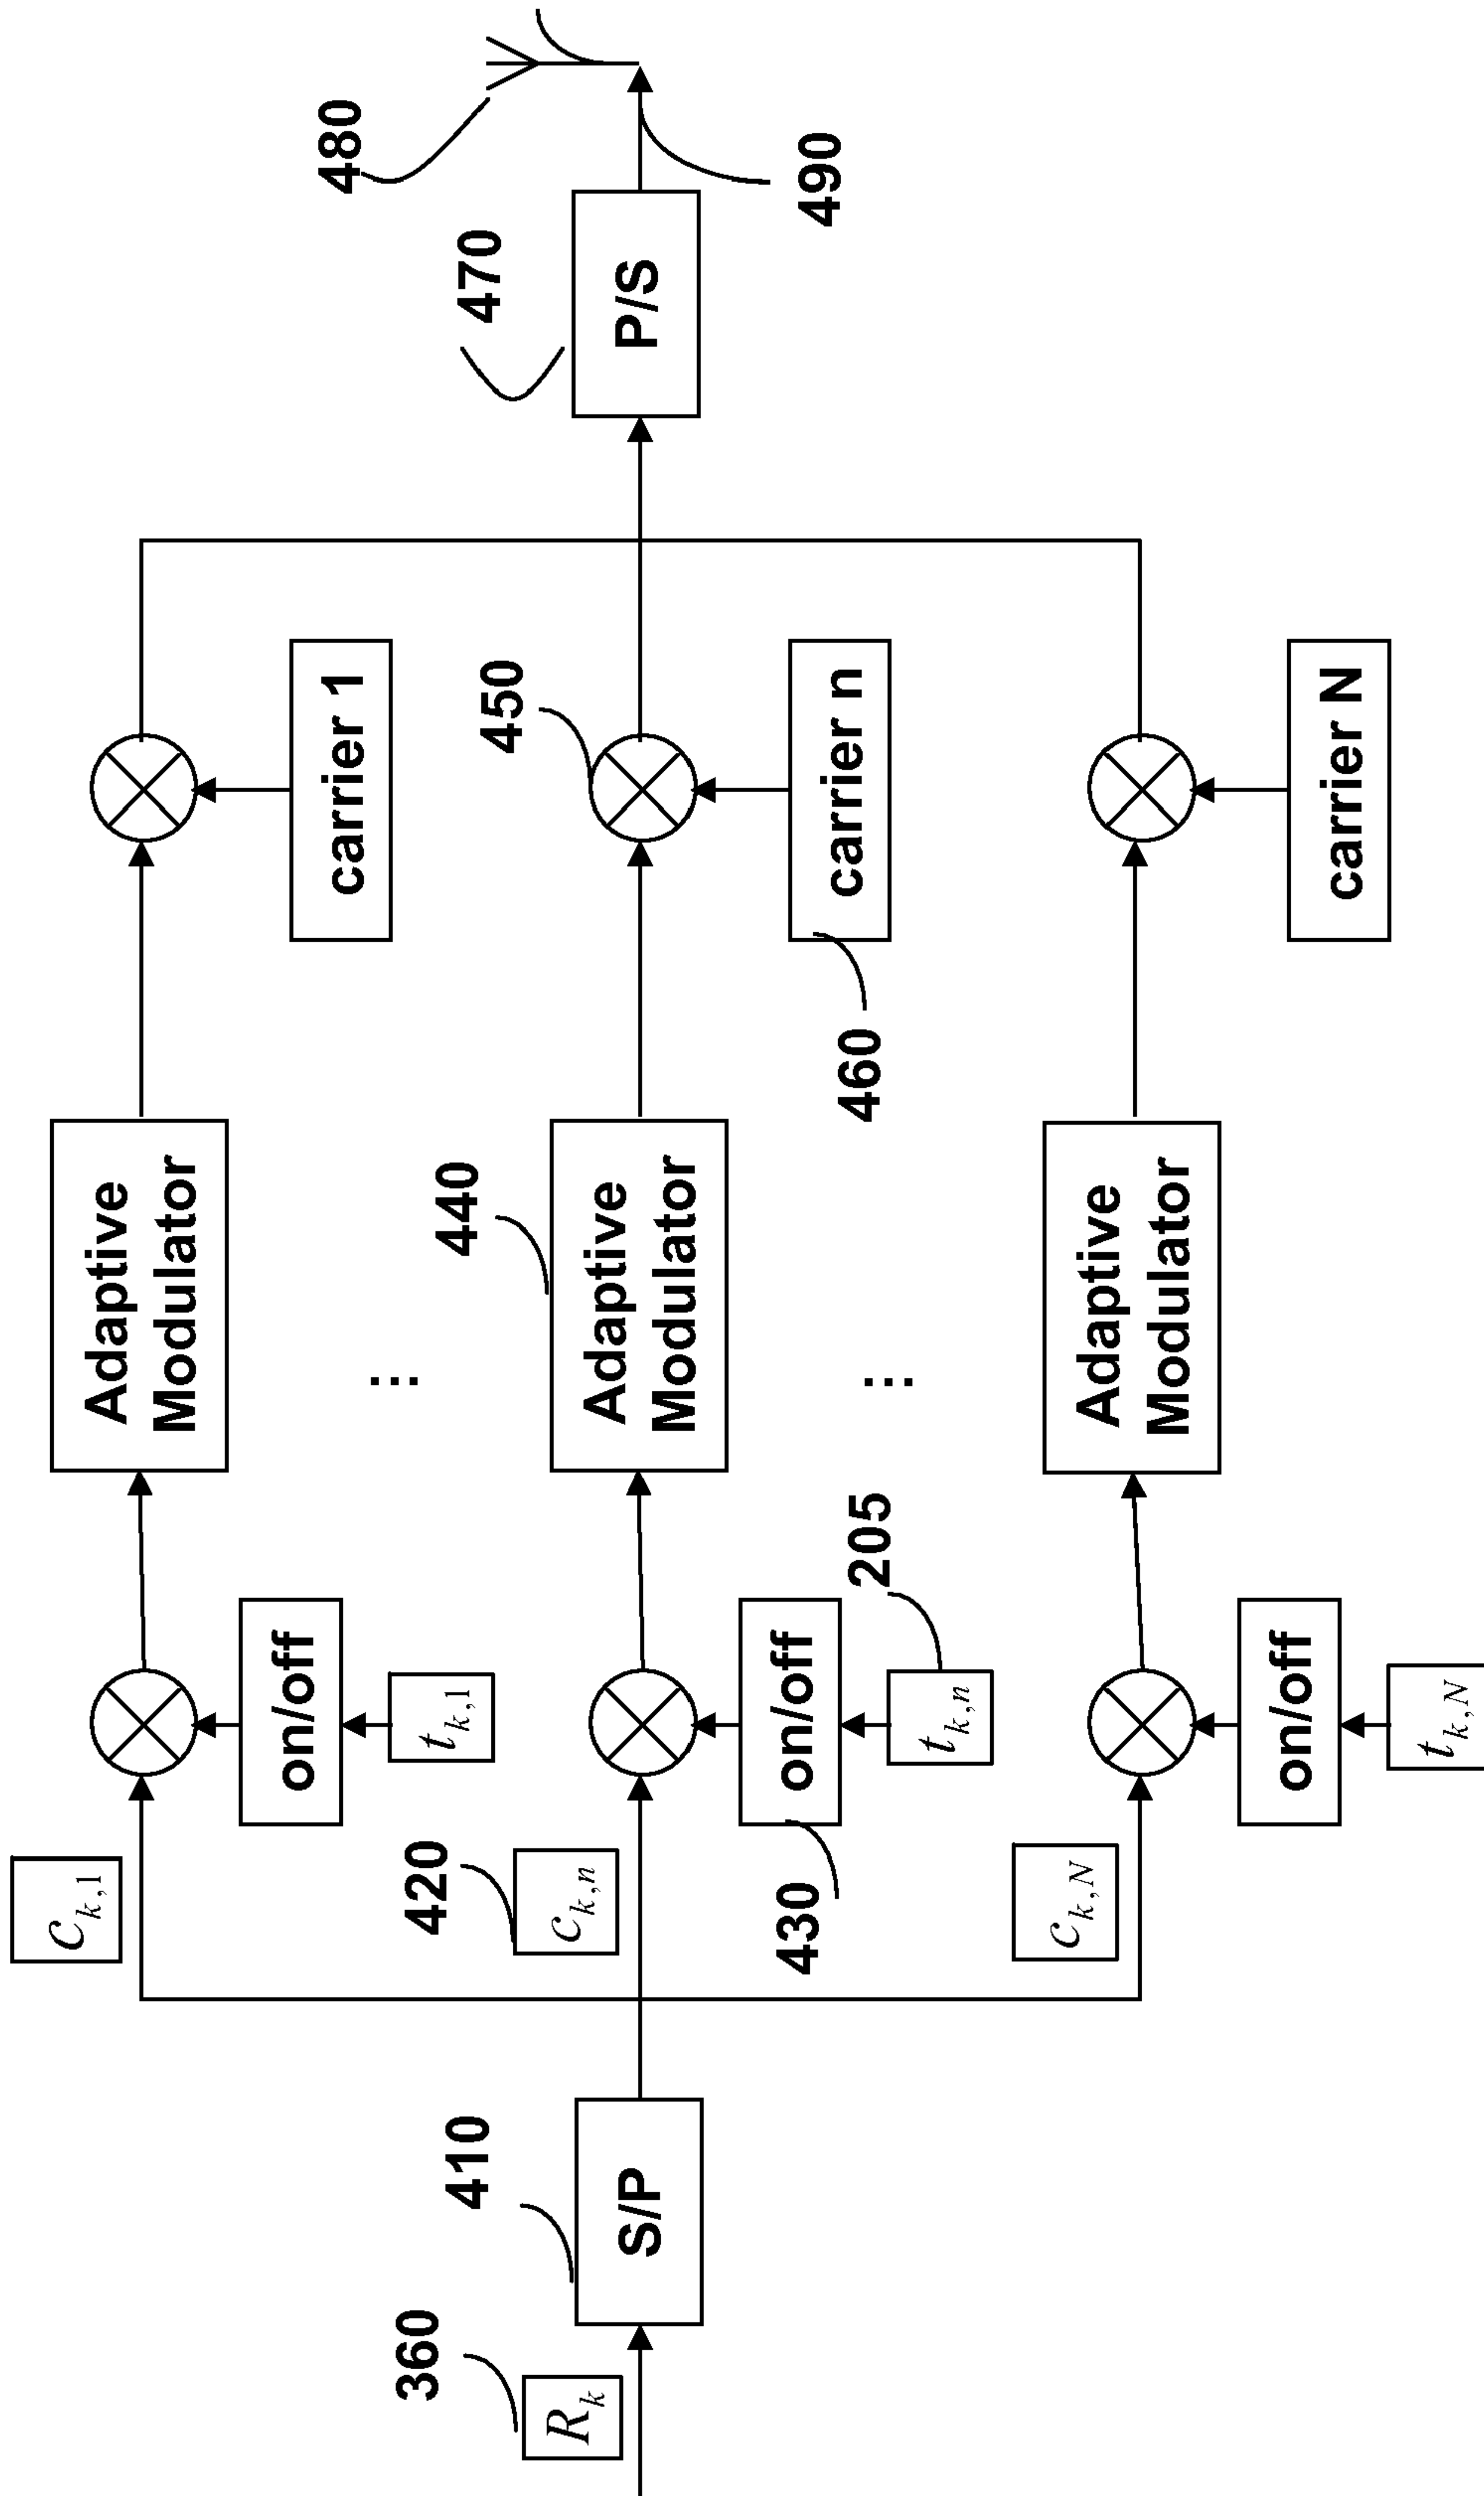 360
R_k
410
S/P
c_{k,1}
420
c_{k,n}
430
c_{k,N}
on/off
t_{k,1}
on/off
205
t_{k,n}
on/off
t_{k,N}
Adaptive
Modulator
...
440
Adaptive
Modulator
...
Adaptive
Modulator
carrier 1
450
carrier n
460
carrier N
470
P/S
480
490